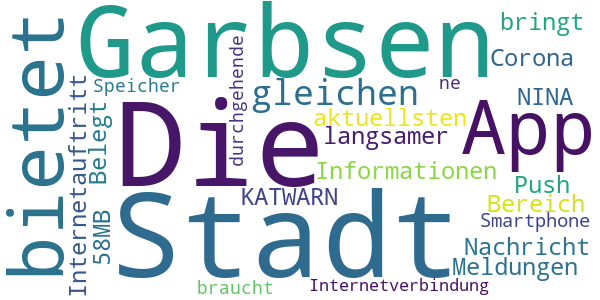 Garbsen
bringt
Corona
bietet
Speicher
durchgehende
gleichen
ne
NINA
Internetauftritt
Belegt
Die
aktuellsten
App
langsamer
Informationen
KATWARN
Push
Bereich
58MB
Stadt
Smartphone
Nachricht
Meldungen
braucht
Internetverbindung